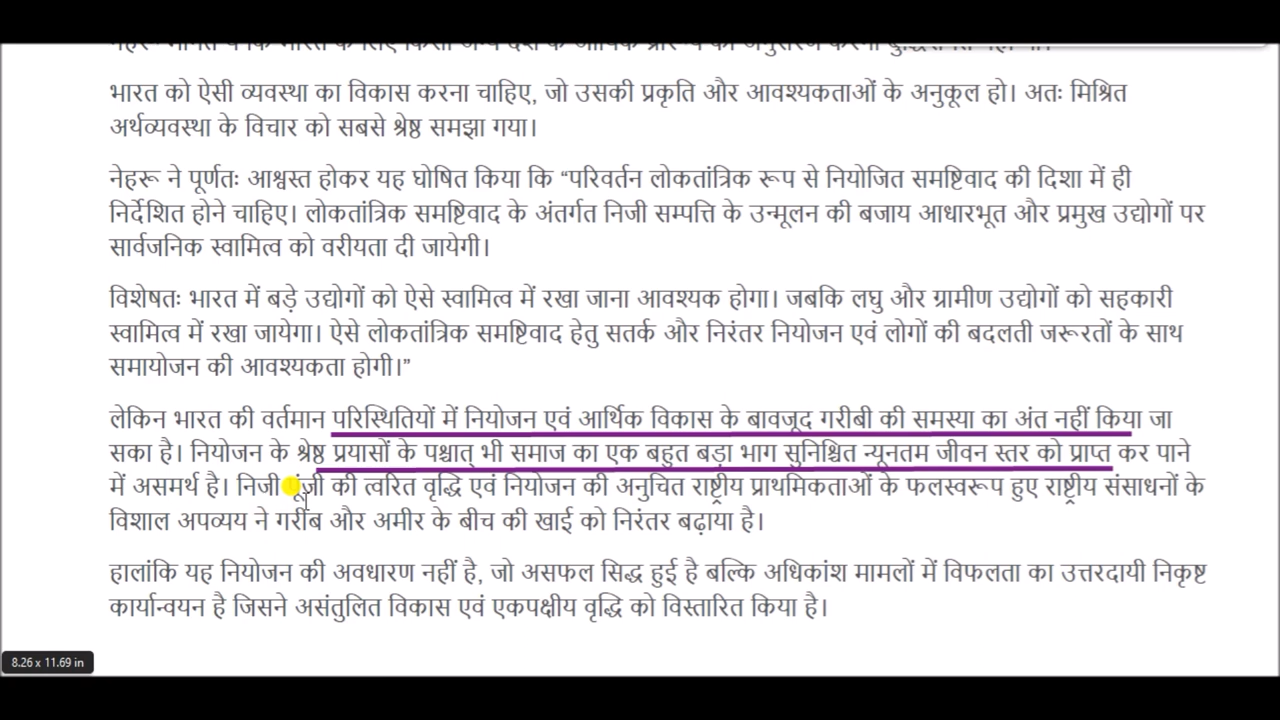 भारत को ऐसी व्यवस्था का विकास करना चाहिए, जो उसकी प्रकृति और आवश्यकताओं के अनुकूल हो। अतः मिश्रित
अर्थव्यवस्था के विचार को सबसे श्रेष्ठ समझा गया।
नेहरू ने पूर्णतः आश्वस्त होकर यह घोषित किया कि “परिवर्तन लोकतांत्रिक रूप से नियोजित समष्टिवाद की दिशा में ही
निर्देशित होने चाहिए। लोकतांत्रिक समष्टिवाद के अंतर्गत निजी सम्पत्ति के उन्मूलन की बजाय आधारभूत और प्रमुख उद्योगों पर
सार्वजनिक स्वामित्व को वरीयता दी जायेगी।
विशेषतः भारत में बड़े उद्योगों को ऐसे स्वामित्व में रखा जाना आवश्यक होगा। जबकि लघु और ग्रामीण उद्योगों को सहकारी
स्वामित्व में रखा जायेगा। ऐसे लोकतांत्रिक समष्टिवाद हेतु सतर्क और निरंतर नियोजन एवं लोगों की बदलती जरूरतों के साथ
समायोजन की आवश्यकता होगी।”
लेकिन भारत की वर्तमान परिस्थितियों में नियोजन एवं आर्थिक विकास के बावजूद गरीबी की समस्या का अंत नहीं किया जा
सका है। नियोजन के श्रेष्ठ प्रयासों के पश्चात् भी समाज का एक बहुत बड़ा भाग सुनिश्चित न्यूनतम जीवन स्तर को प्राप्त कर पाने
में असमर्थ है। निजी पूंजी की त्वरित वृद्धि एवं नियोजन की अनुचित राष्ट्रीय प्राथमिकताओं के फलस्वरूप हुए राष्ट्रीय संसाधनों के
विशाल अपव्यय ने गरीब और अमीर के बीच की खाई को निरंतर बढ़ाया है।
हालांकि यह नियोजन की अवधारण नहीं है, जो असफल सिद्ध हुई है बल्कि अधिकांश मामलों में विफलता का उत्तरदायी निकृष्ट
कार्यान्वयन है जिसने असंतुलित विकास एवं एकपक्षीय वृद्धि को विस्तारित किया है।
8.26 x 11.69 in